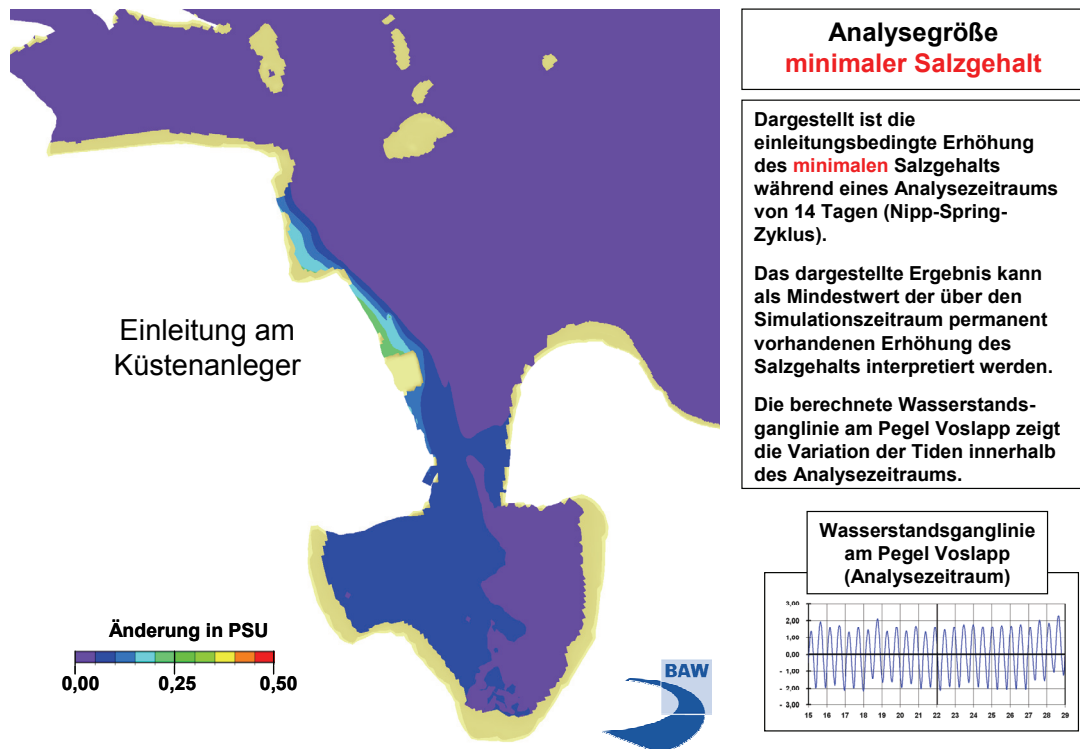 Analysegröße
minimaler Salzgehalt
Dargestellt ist die
einleitungsbedingte Erhöhung
des minimalen Salzgehalts
während eines Analysezeitraums
von 14 Tagen (Nipp-Spring-
Zyklus).
Das dargestellte Ergebnis kann
als Mindestwert der über den
Simulationszeitraum permanent
vorhandenen Erhöhung des
Salzgehalts interpretiert werden.
Die berechnete Wasserstands-
ganglinie am Pegel Voslapp zeigt
die Variation der Tiden innerhalb
des Analysezeitraums.
Einleitung am
Küstenanleger
Änderung in PSU
0,00 0,25 0,50
BAW
Wasserstandsganglinie
am Pegel Voslapp
(Analysezeitraum)
3,00
2,00
1,00
0,00
- 1,00
- 2,00
- 3,00
15 16 17 18 19 20 21 22 23 24 25 26 27 28 29